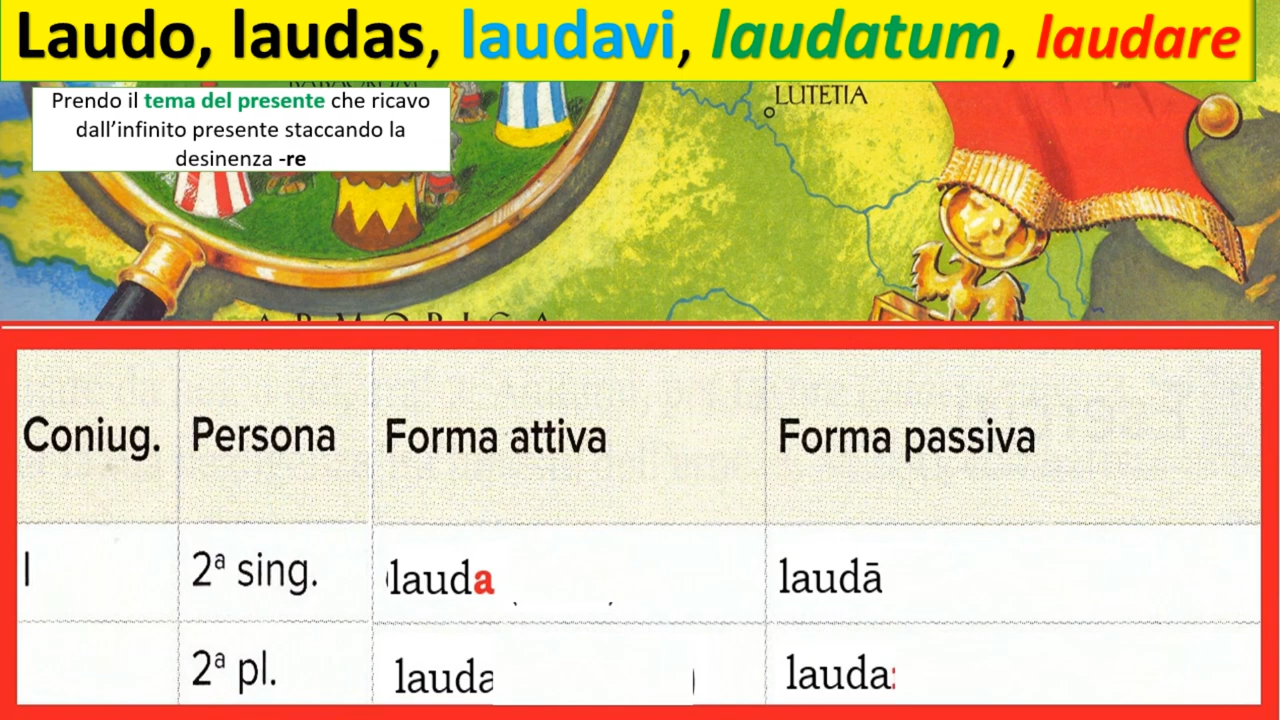 Laudo, laudas, laudavi, laudatum, laudare
Prendo il tema del presente che ricavo
dall'infinito presente staccando la
desinenza -re
LUTETIA
ARMORICA
Coniug. Persona Forma attiva Forma passiva
I 2ª sing. lauda laudā
2ª pl. lauda lauda: